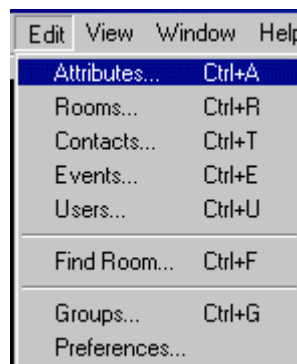 Edit View Window Help
Attributes... Ctrl+A
Rooms... Ctrl+R
Contacts... Ctrl+T
Events... Ctrl+E
Users... Ctrl+U
Find Room... Ctrl+F
Groups... Ctrl+G
Preferences...